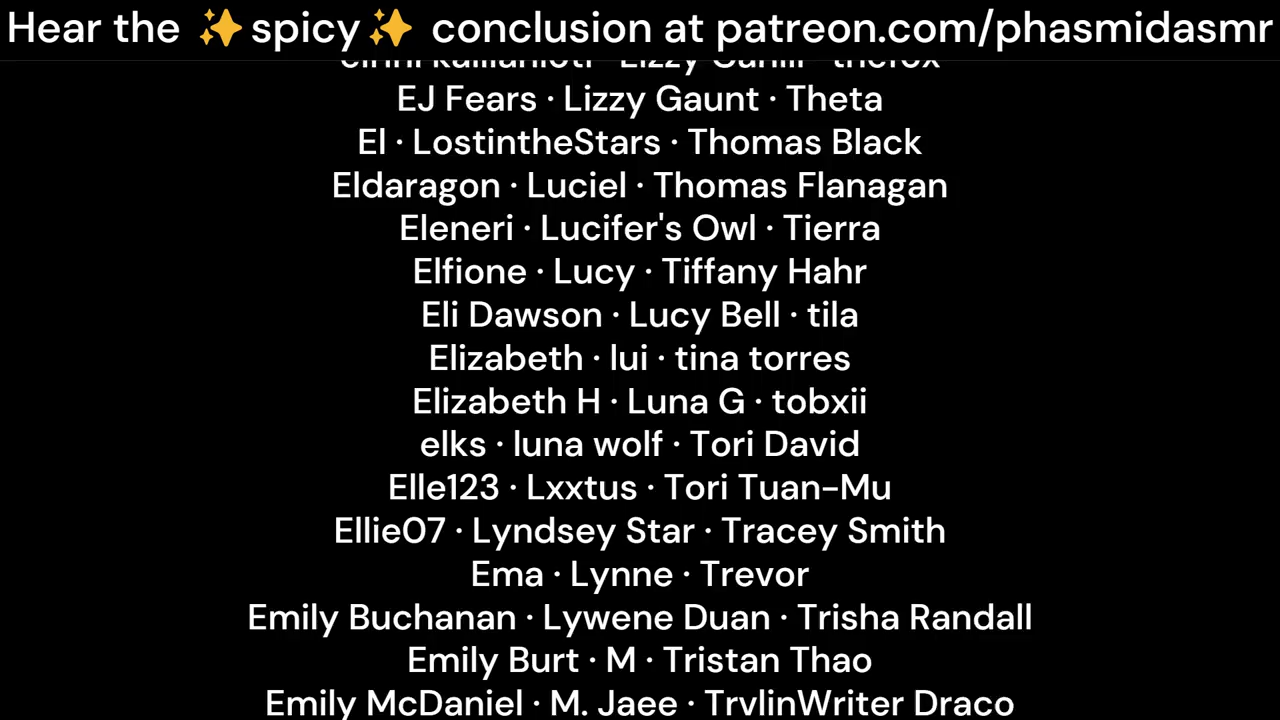 Hear the ✨spicy✨ conclusion at patreon.com/phasmidasmr
EJ Fears · Lizzy Gaunt · Theta
El · LostintheStars · Thomas Black
Eldaragon · Luciel · Thomas Flanagan
Eleneri · Lucifer's Owl · Tierra
Elfione · Lucy · Tiffany Hahr
Eli Dawson · Lucy Bell · tila
Elizabeth · lui · tina torres
Elizabeth H · Luna G · tobxii
elks · luna wolf · Tori David
Elle123 · Lxxtus · Tori Tuan-Mu
Ellie07 · Lyndsey Star · Tracey Smith
Ema · Lynne · Trevor
Emily Buchanan · Lywene Duan · Trisha Randall
Emily Burt · M · Tristan Thao
Emily McDaniel · M. Jaee · TrvlinWriter Draco